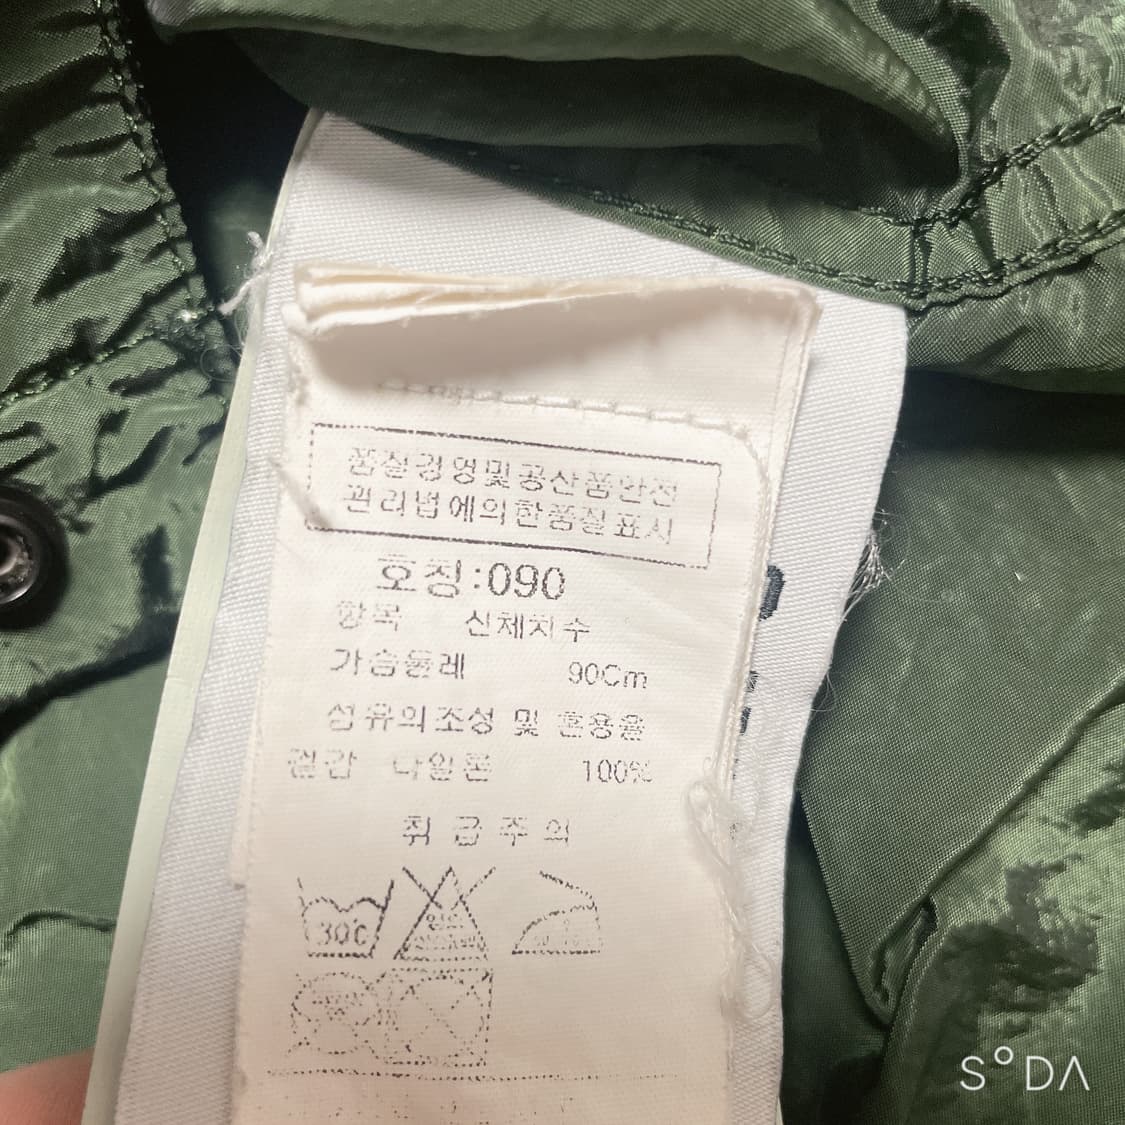 품질경영및공산품안전
관리법에의한품질표시
호칭:090
항목 신체치수
가슴둘레 90Cm
섬유의조성 및 혼용율
겉감 나일론 100%
취급주의
30C
SODA